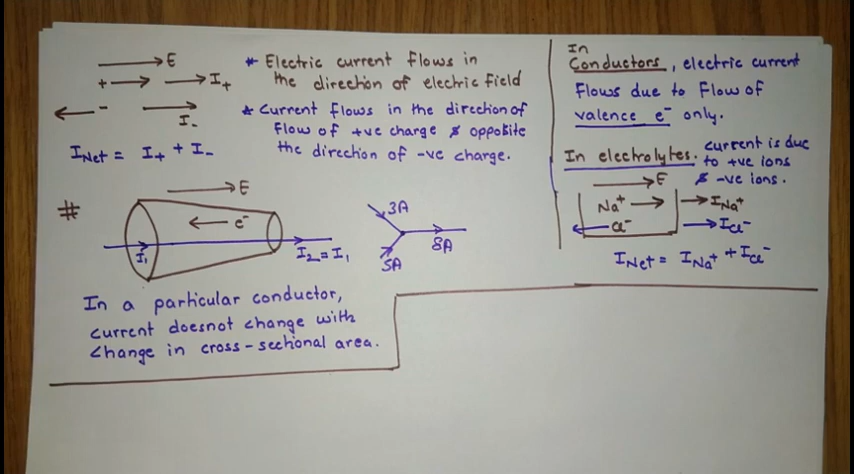 E
+ I+
- I-
INet = I+ + I-
* Electric current flows in
the direction of electric field
* Current flows in the direction of
flow of +ve charge & opposite
the direction of -ve charge.
#
E
e-
I1
I2 = I1
3A
5A
8A
In a particular conductor,
current doesnot change with
change in cross-sectional area.
In
Conductors, electric current
flows due to flow of
valence e- only.
In electrolytes. current is due
to +ve ions
& -ve ions.
E
Na+ INa+
Cl- ICl-
INet = INa+ + ICl-